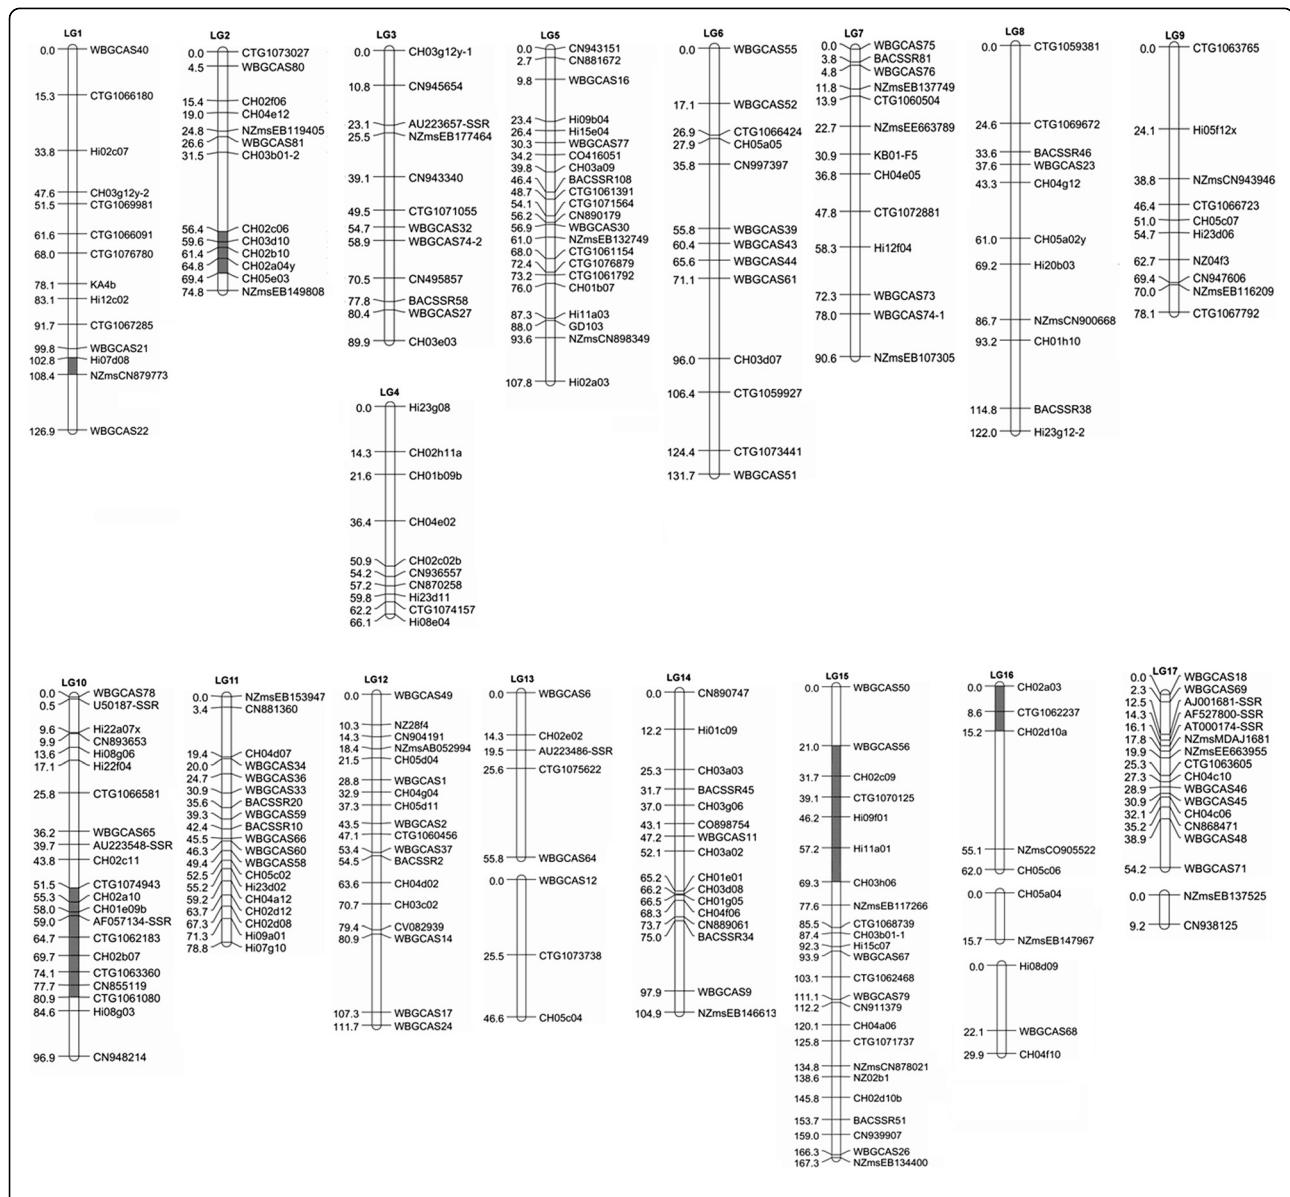 LG1
0.0 WBGCAS40
15.3 CTG1066180
33.8 Hi02c07
47.6 CH03g12y-2
51.5 CTG1069981
61.6 CTG1066091
68.0 CTG1076780
78.1 KA4b
83.1 Hi12c02
91.7 CTG1067285
99.8 WBGCAS21
102.8 Hi07d08
108.4 NZmsCN879773
126.9 WBGCAS22
LG2
0.0 CTG1073027
4.5 WBGCAS80
15.4 CH02f06
19.0 CH04e12
24.8 NZmsEB119405
26.6 WBGCAS81
31.5 CH03b01-2
56.4 CH02c06
59.6 CH03d10
61.4 CH02b10
64.8 CH02a04y
69.4 CH05e03
74.8 NZmsEB149808
LG3
0.0 CH03g12y-1
10.8 CN945654
23.1 AU223657-SSR
25.5 NZmsEB177464
39.1 CN943340
49.5 CTG1071055
54.7 WBGCAS32
58.9 WBGCAS74-2
70.5 CN495857
77.8 BACSSR58
80.4 WBGCAS27
89.9 CH03e03
LG4
0.0 Hi23g08
14.3 CH02h11a
21.6 CH01b09b
36.4 CH04e02
50.9 CH02c02b
54.2 CN936557
57.2 CN870258
59.8 Hi23d11
62.2 CTG1074157
66.1 Hi08e04
LG5
0.0 CN943151
2.7 CN881672
9.8 WBGCAS16
23.4 Hi09b04
26.4 Hi15e04
30.3 WBGCAS77
34.2 CO416051
39.8 CH03a09
46.4 BACSSR108
48.7 CTG1061391
54.1 CTG1071564
56.2 CN890179
56.9 WBGCAS30
61.0 NZmsEB132749
68.0 CTG1061154
72.4 CTG1076879
73.2 CTG1061792
76.0 CH01b07
87.3 Hi11a03
88.0 GD103
93.6 NZmsCN898349
107.8 Hi02a03
LG6
0.0 WBGCAS55
17.1 WBGCAS52
26.9 CTG1066424
27.9 CH05a05
35.8 CN997397
55.8 WBGCAS39
60.4 WBGCAS43
65.6 WBGCAS44
71.1 WBGCAS61
96.0 CH03d07
106.4 CTG1059927
124.4 CTG1073441
131.7 WBGCAS51
LG7
0.0 WBGCAS75
3.8 BACSSR81
4.8 WBGCAS76
11.8 NZmsEB137749
13.9 CTG1060504
22.7 NZmsEE663789
30.9 KB01-F5
36.8 CH04e05
47.8 CTG1072881
58.3 Hi12f04
72.3 WBGCAS73
78.0 WBGCAS74-1
90.6 NZmsEB107305
LG8
0.0 CTG1059381
24.6 CTG1069672
33.6 BACSSR46
37.6 WBGCAS23
43.3 CH04g12
61.0 CH05a02y
69.2 Hi20b03
86.7 NZmsCN900668
93.2 CH01h10
114.8 BACSSR38
122.0 Hi23g12-2
LG9
0.0 CTG1063765
24.1 Hi05f12x
38.8 NZmsCN943946
46.4 CTG1066723
51.0 CH05c07
54.7 Hi23d06
62.7 NZ04f3
69.4 CN947606
70.0 NZmsEB116209
78.1 CTG1067792
LG10
0.0 WBGCAS78
0.5 U50187-SSR
9.6 Hi22a07x
9.9 CN893653
13.6 Hi08g06
17.1 Hi22f04
25.8 CTG1066581
36.2 WBGCAS65
39.7 AU223548-SSR
43.8 CH02c11
51.5 CTG1074943
55.3 CH02a10
58.0 CH01e09b
59.0 AF057134-SSR
64.7 CTG1062183
69.7 CH02b07
74.1 CTG1063360
77.7 CN855119
80.9 CTG1061080
84.6 Hi08g03
96.9 CN948214
LG11
0.0 NZmsEB153947
3.4 CN881360
19.4 CH04d07
20.0 WBGCAS34
24.7 WBGCAS36
30.9 WBGCAS33
35.6 BACSSR20
39.3 WBGCAS59
42.4 BACSSR10
45.5 WBGCAS66
46.3 WBGCAS60
49.4 WBGCAS58
52.5 CH05c02
55.2 Hi23d02
59.2 CH04a12
63.7 CH02d12
67.3 CH02d08
71.3 Hi09a01
78.8 Hi07g10
LG12
0.0 WBGCAS49
10.3 NZ28f4
14.3 CN904191
18.4 NZmsAB052994
21.5 CH05d04
28.8 WBGCAS1
32.9 CH04g04
37.3 CH05d11
43.5 WBGCAS2
47.1 CTG1060456
53.4 WBGCAS37
54.5 BACSSR2
63.6 CH04d02
70.7 CH03c02
79.4 CV082939
80.9 WBGCAS14
107.3 WBGCAS17
111.7 WBGCAS24
LG13
0.0 WBGCAS6
14.3 CH02e02
19.5 AU223486-SSR
25.6 CTG1075622
55.8 WBGCAS64
0.0 WBGCAS12
25.5 CTG1073738
46.6 CH05c04
LG14
0.0 CN890747
12.2 Hi01c09
25.3 CH03a03
31.7 BACSSR45
37.0 CH03g06
43.1 CO898754
47.2 WBGCAS11
52.1 CH03a02
65.2 CH01e01
66.2 CH03d08
66.5 CH01g05
68.3 CH04f06
73.7 CN889061
75.0 BACSSR34
97.9 WBGCAS9
104.9 NZmsEB146613
LG15
0.0 WBGCAS50
21.0 WBGCAS56
31.7 CH02c09
39.1 CTG1070125
46.2 Hi09f01
57.2 Hi11a01
69.3 CH03h06
77.6 NZmsEB117266
85.5 CTG1068739
87.4 CH03b01-1
92.3 Hi15c07
93.9 WBGCAS67
103.1 CTG1062468
111.1 WBGCAS79
112.2 CN911379
120.1 CH04a06
125.8 CTG1071737
134.8 NZmsCN878021
138.6 NZ02b1
145.8 CH02d10b
153.7 BACSSR51
159.0 CN939907
166.3 WBGCAS26
167.3 NZmsEB134400
LG16
0.0 CH02a03
8.6 CTG1062237
15.2 CH02d10a
55.1 NZmsCO905522
62.0 CH05c06
0.0 CH05a04
15.7 NZmsEB147967
0.0 Hi08d09
22.1 WBGCAS68
29.9 CH04f10
LG17
0.0 WBGCAS18
2.3 WBGCAS69
12.5 AJ001681-SSR
14.3 AF527800-SSR
16.1 AT000174-SSR
17.8 NZmsMDAJ1681
19.9 NZmsEE663955
25.3 CTG1063605
27.3 CH04c10
28.9 WBGCAS46
30.9 WBGCAS45
32.1 CH04c06
35.2 CN868471
38.9 WBGCAS48
54.2 WBGCAS71
0.0 NZmsEB137525
9.2 CN938125